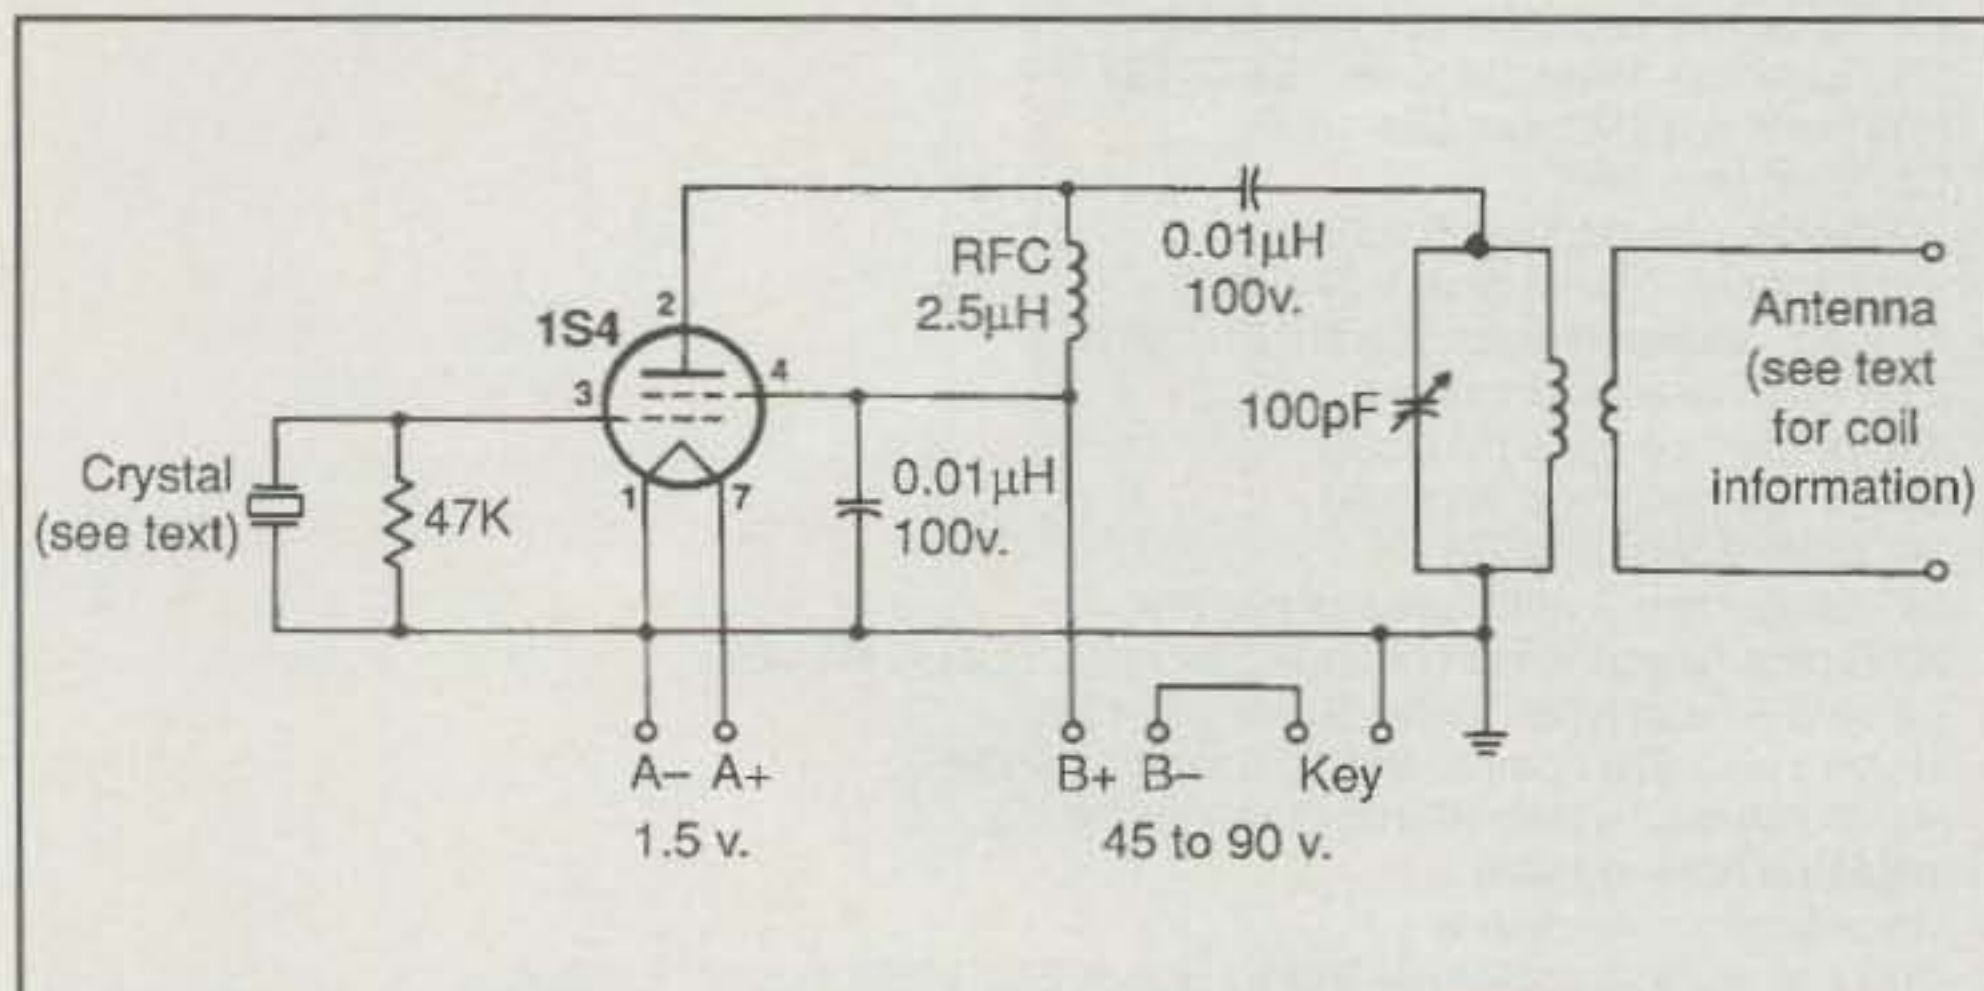 RFC
2.5μH
0.01μH
100v.
1S4
2
3
4
1
7
Crystal
(see text)
47K
0.01μH
100v.
100pF
Antenna
(see text
for coil
information)
A– A+
1.5 v.
B+ B– Key
45 to 90 v.